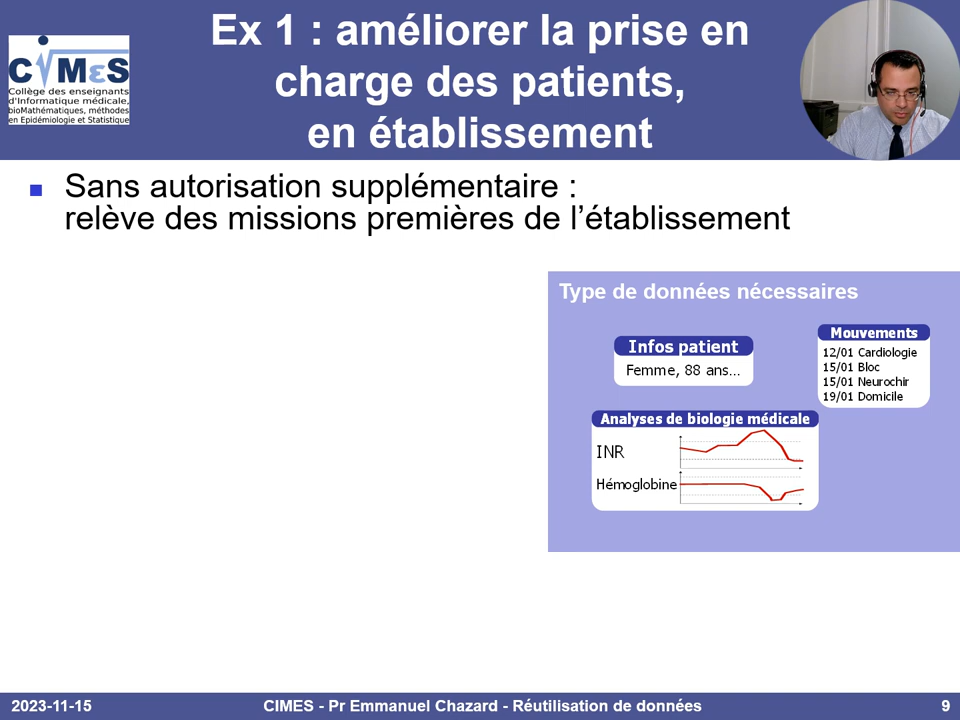 Ex 1 : améliorer la prise en
charge des patients,
en établissement
CIMεS
Collège des enseignants
d'Informatique médicale,
bioMathématiques, méthodes
en Epidémiologie et Statistique
Sans autorisation supplémentaire :
relève des missions premières de l’établissement
Type de données nécessaires
Infos patient
Femme, 88 ans...
Mouvements
12/01 Cardiologie
15/01 Bloc
15/01 Neurochir
19/01 Domicile
Analyses de biologie médicale
INR
Hémoglobine
2023-11-15
CIMES - Pr Emmanuel Chazard - Réutilisation de données
9